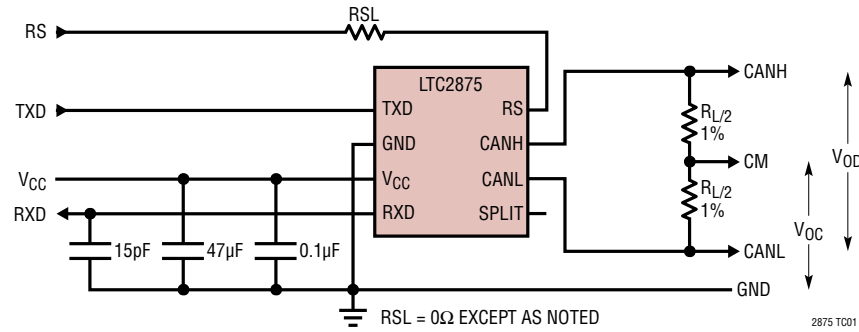 RSL
RS
LTC2875
CANH
TXD
TXD
RS
R_L/2
1%
GND
CANH
CM
V_OD
V_CC
V_CC
CANL
R_L/2
1%
RXD
RXD
SPLIT
V_OC
15pF
47µF
0.1µF
CANL
GND
RSL = 0Ω EXCEPT AS NOTED
2875 TC01